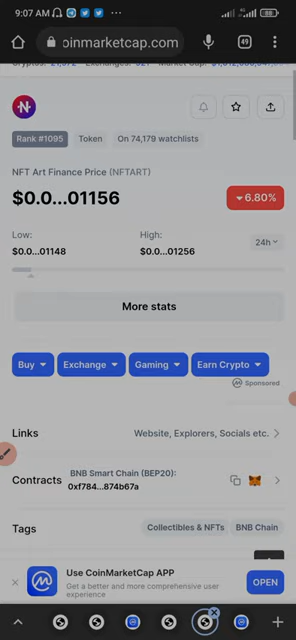 9:07 AM
68
oinmarketcap.com
49
Rank #1095
Token
On 74,179 watchlists
NFT Art Finance Price (NFTART)
$0.0...01156
6.80%
Low:
$0.0...01148
High:
$0.0...01256
24h
More stats
Buy
Exchange
Gaming
Earn Crypto
Sponsored
Links
Website, Explorers, Socials etc.
Contracts
BNB Smart Chain (BEP20):
0xf784...874b67a
Tags
Collectibles & NFTs
BNB Chain
Use CoinMarketCap APP
Get a better and more comprehensive user
experience
OPEN